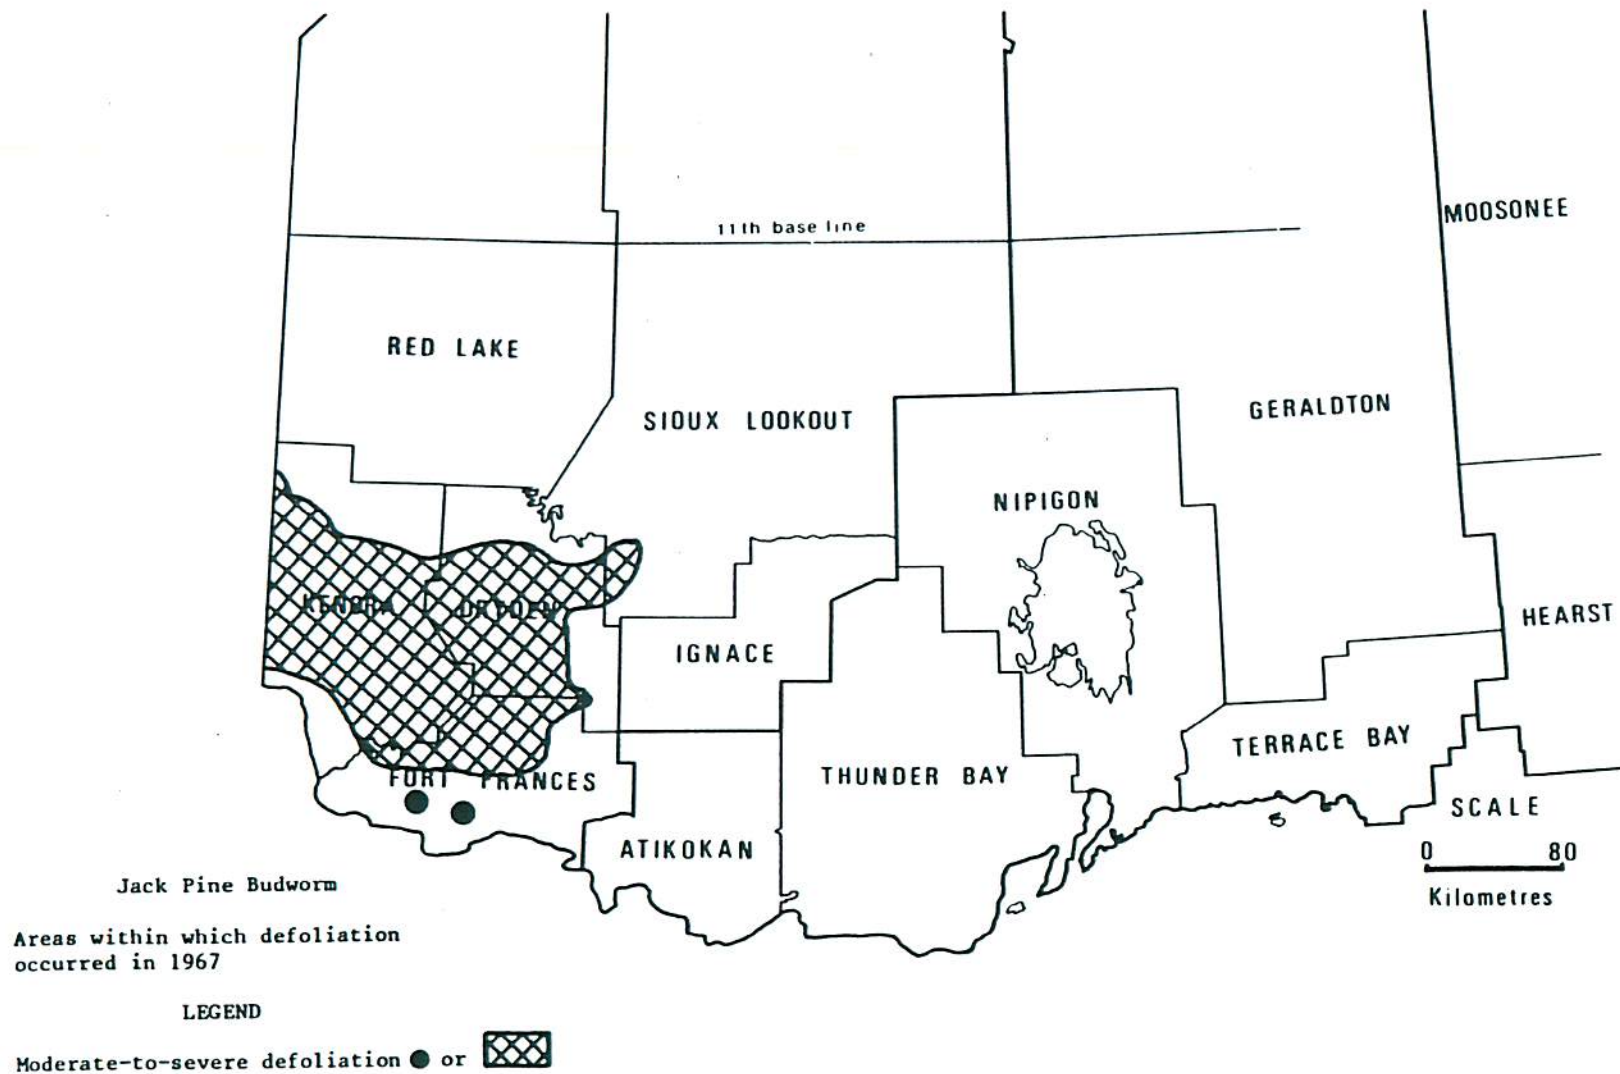 11th base line
MOOSONEE
RED LAKE
SIOUX LOOKOUT
GERALDTON
NIPIGON
KENORA
DRYDEN
HEARST
IGNACE
TERRACE BAY
THUNDER BAY
FORT FRANCES
SCALE
ATIKOKAN
0 80
Kilometres
Jack Pine Budworm
Areas within which defoliation
occurred in 1967
LEGEND
Moderate-to-severe defoliation or